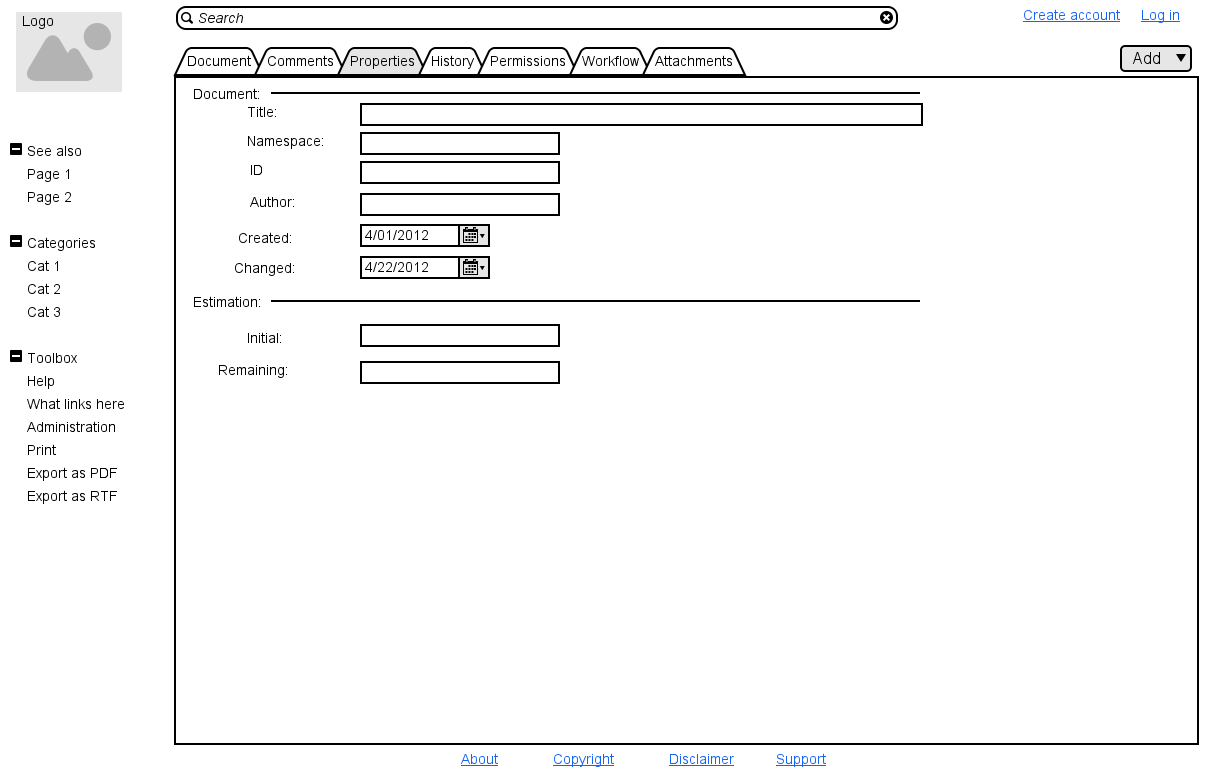 Logo
Search
Create account Log in
Document Comments Properties History Permissions Workflow Attachments
Add
See also
Page 1
Page 2
Categories
Cat 1
Cat 2
Cat 3
Toolbox
Help
What links here
Administration
Print
Export as PDF
Export as RTF
Document:
Title:
Namespace:
ID
Author:
Created: 4/01/2012
Changed: 4/22/2012
Estimation:
Initial:
Remaining:
About Copyright Disclaimer Support